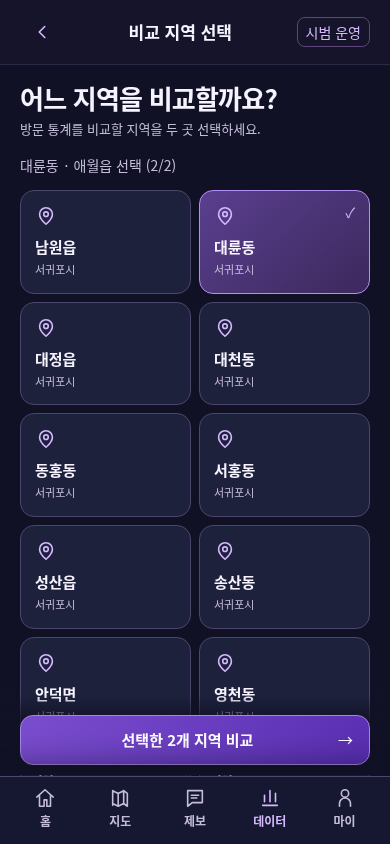 비교 지역 선택
시범 운영
어떤 지역을 비교할까요?
방문 통계를 비교할 지역을 두 곳 선택하세요.
대륜동 · 애월읍 선택 (2/2)
남원읍
서귀포시
대륜동
서귀포시
대정읍
서귀포시
대천동
서귀포시
동홍동
서귀포시
서홍동
서귀포시
성산읍
서귀포시
송산동
서귀포시
안덕면
영천동
선택한 2개 지역 비교 →
홈
지도
제보
데이터
마이